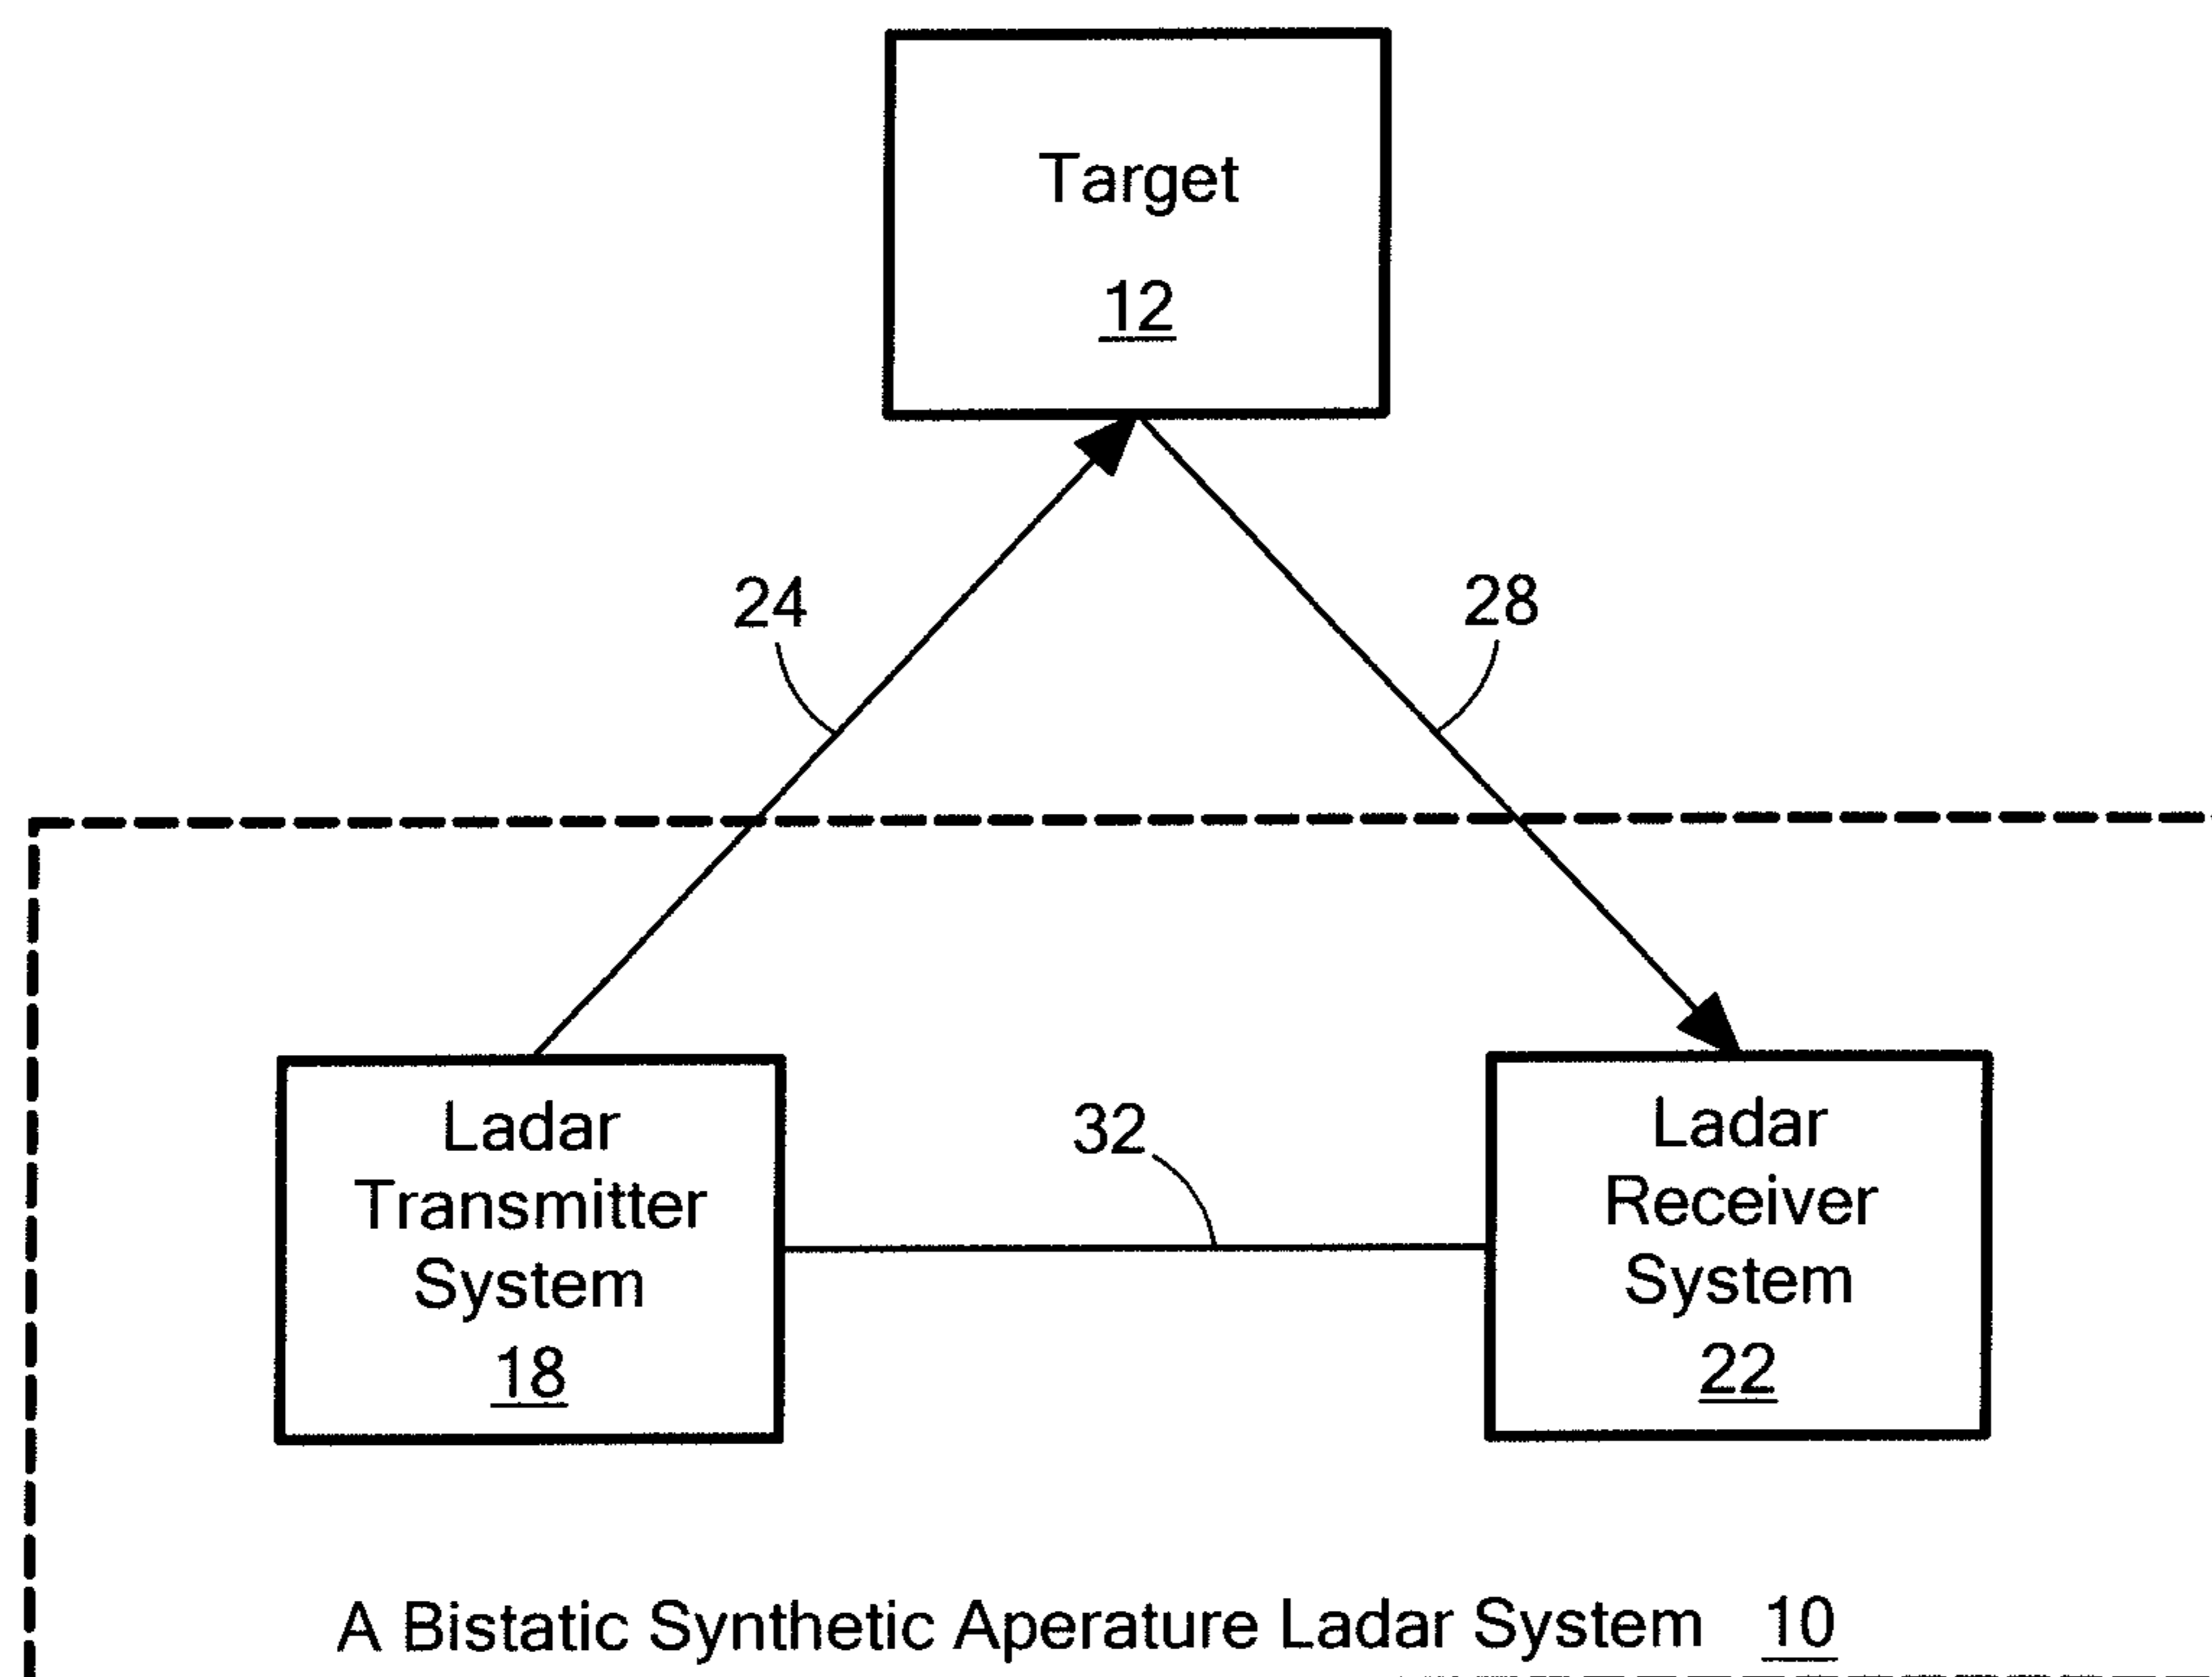 Target
12
24
28
32
Ladar
Transmitter
System
18
Ladar
Receiver
System
22
A Bistatic Synthetic Aperature Ladar System 10